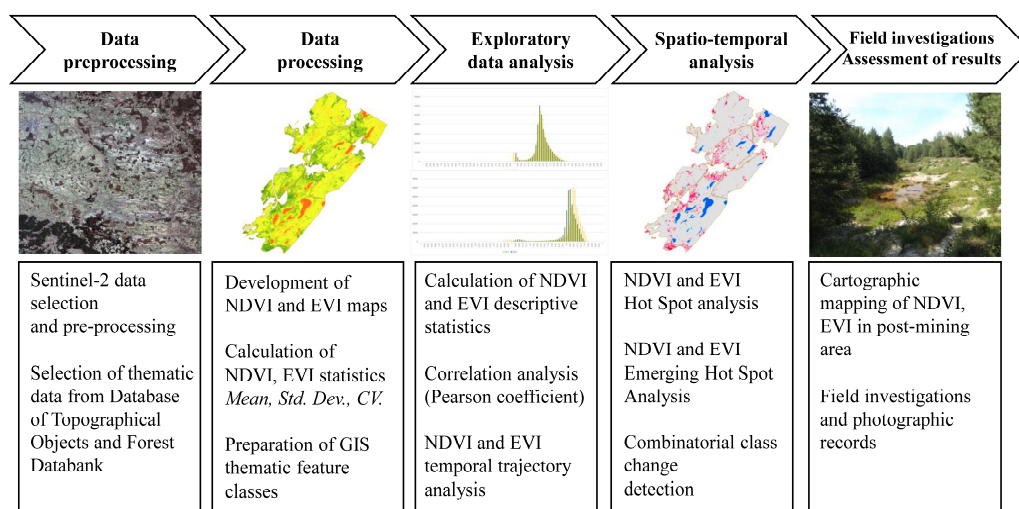 Data
preprocessing
Data
processing
Exploratory
data analysis
Spatio-temporal
analysis
Field investigations
Assessment of results
Sentinel-2 data
selection
and pre-processing
Selection of thematic
data from Database
of Topographical
Objects and Forest
Databank
Development of
NDVI and EVI maps
Calculation of
NDVI, EVI statistics
Mean, Std. Dev., CV.
Preparation of GIS
thematic feature
classes
Calculation of NDVI
and EVI descriptive
statistics
Correlation analysis
(Pearson coefficient)
NDVI and EVI
temporal trajectory
analysis
NDVI and EVI
Hot Spot analysis
NDVI and EVI
Emerging Hot Spot
Analysis
Combinatorial class
change
detection
Cartographic
mapping of NDVI,
EVI in post-mining
area
Field investigations
and photographic
records